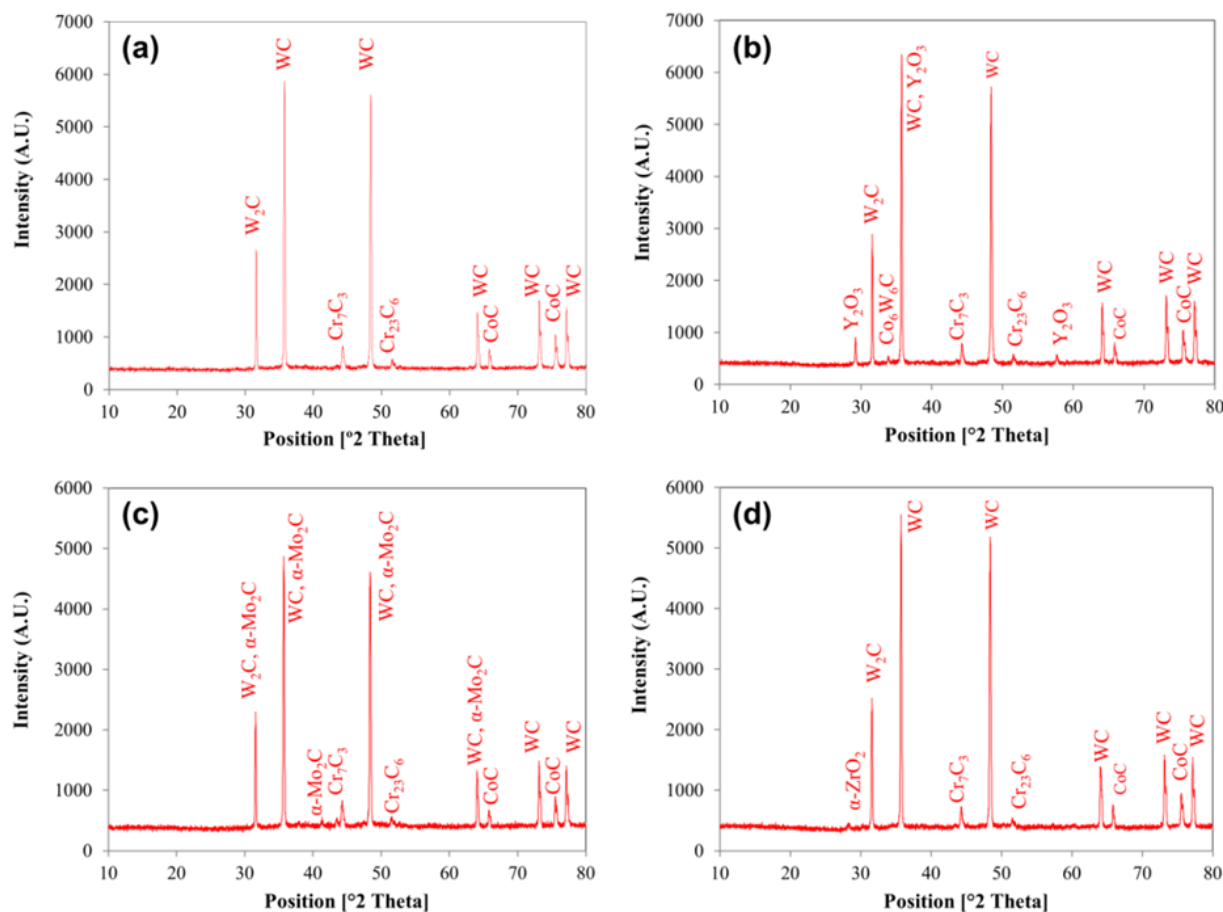 (a)
7000
6000
5000
4000
3000
2000
1000
0
Intensity (A.U.)
W₂C
WC
Cr₇C₃
WC
Cr₂₃C₆
WC
CoC
WC
CoC
WC
10 20 30 40 50 60 70 80
Position [º2 Theta]
(b)
7000
6000
5000
4000
3000
2000
1000
0
Intensity (A.U.)
Y₂O₃
W₂C
Co₆W₆C
WC, Y₂O₃
Cr₇C₃
WC
Cr₂₃C₆
Y₂O₃
WC
CoC
WC
CoC
WC
10 20 30 40 50 60 70 80
Position [°2 Theta]
(c)
6000
5000
4000
3000
2000
1000
0
Intensity (A.U.)
W₂C, α-Mo₂C
WC, α-Mo₂C
α-Mo₂C
Cr₇C₃
WC, α-Mo₂C
Cr₂₃C₆
WC, α-Mo₂C
CoC
WC
CoC
WC
10 20 30 40 50 60 70 80
Position [°2 Theta]
(d)
6000
5000
4000
3000
2000
1000
0
Intensity (A.U.)
α-ZrO₂
W₂C
WC
Cr₇C₃
WC
Cr₂₃C₆
WC
CoC
WC
CoC
WC
10 20 30 40 50 60 70 80
Position [°2 Theta]